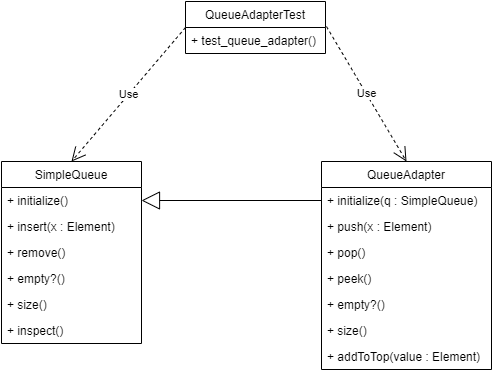 QueueAdapterTest
+ test_queue_adapter()
Use
Use
SimpleQueue
+ initialize()
+ insert(x : Element)
+ remove()
+ empty?()
+ size()
+ inspect()
QueueAdapter
+ initialize(q : SimpleQueue)
+ push(x : Element)
+ pop()
+ peek()
+ empty?()
+ size()
+ addToTop(value : Element)